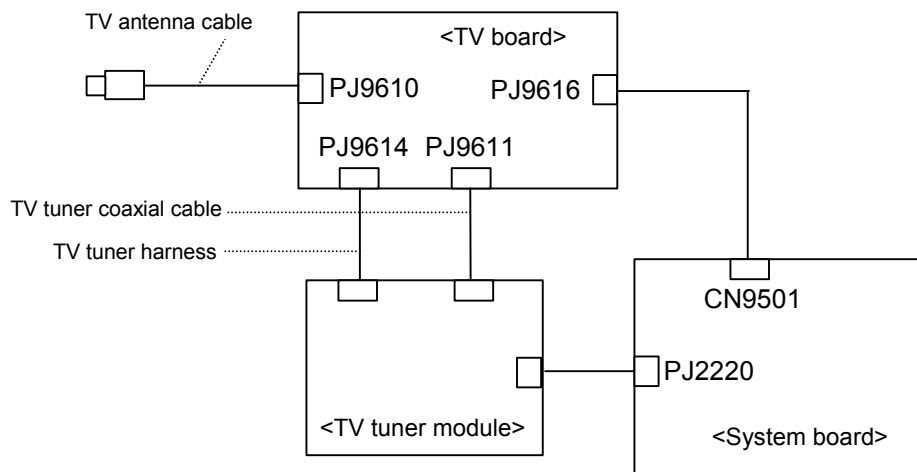 TV antenna cable
<TV board>
PJ9610
PJ9616
PJ9614
PJ9611
TV tuner coaxial cable
TV tuner harness
CN9501
PJ2220
<TV tuner module>
<System board>